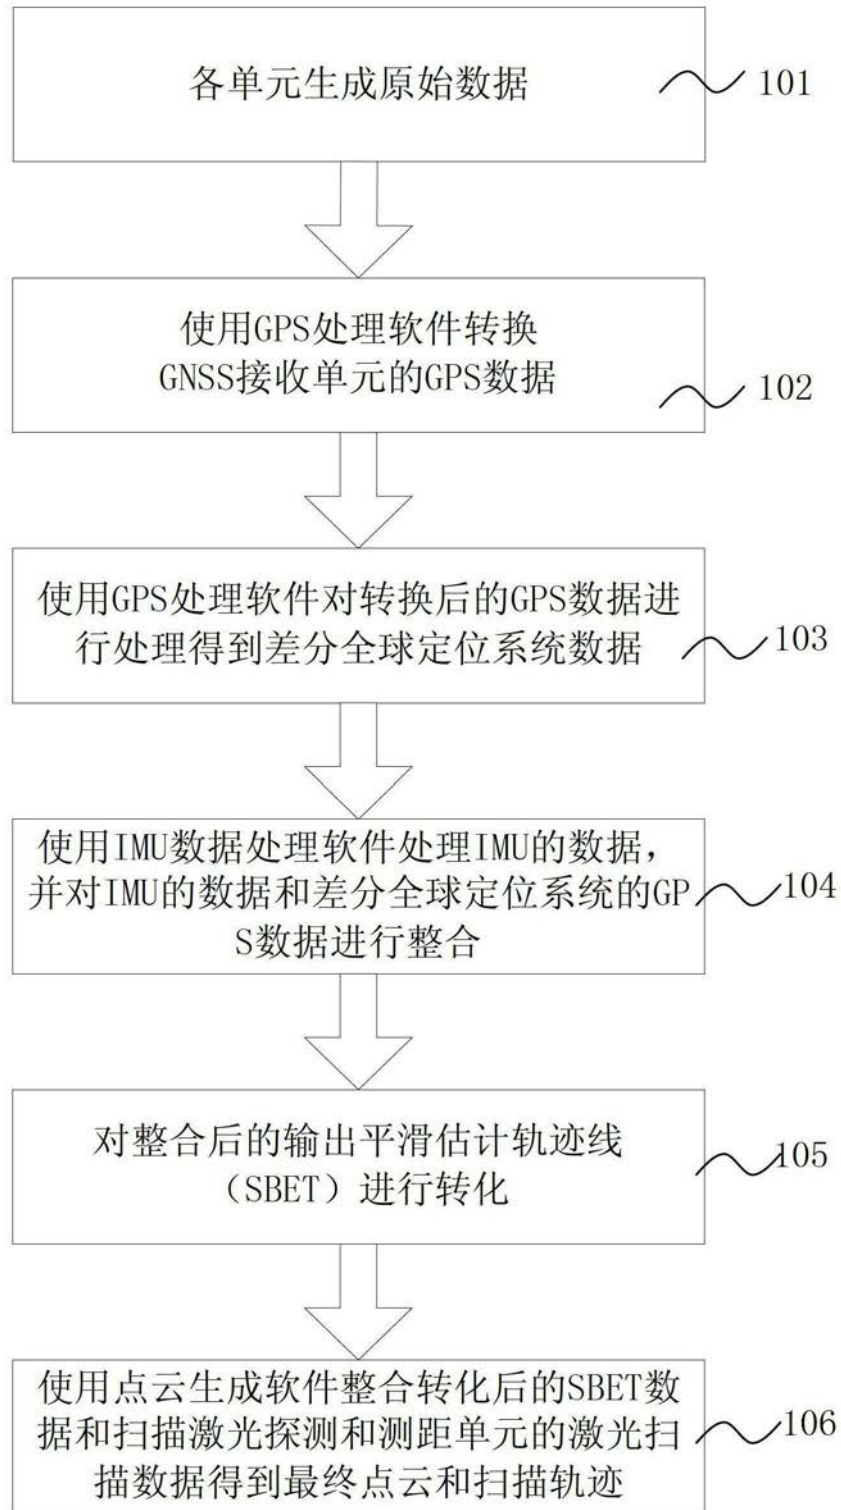 各单元生成原始数据
101
使用GPS处理软件转换
GNSS接收单元的GPS数据
102
使用GPS处理软件对转换后的GPS数据进
行处理得到差分全球定位系统数据
103
使用IMU数据处理软件处理IMU的数据，
并对IMU的数据和差分全球定位系统的GP
S数据进行整合
104
对整合后的输出平滑估计轨迹线
（SBET）进行转化
105
使用点云生成软件整合转化后的SBET数
据和扫描激光探测和测距单元的激光扫
描数据得到最终点云和扫描轨迹
106